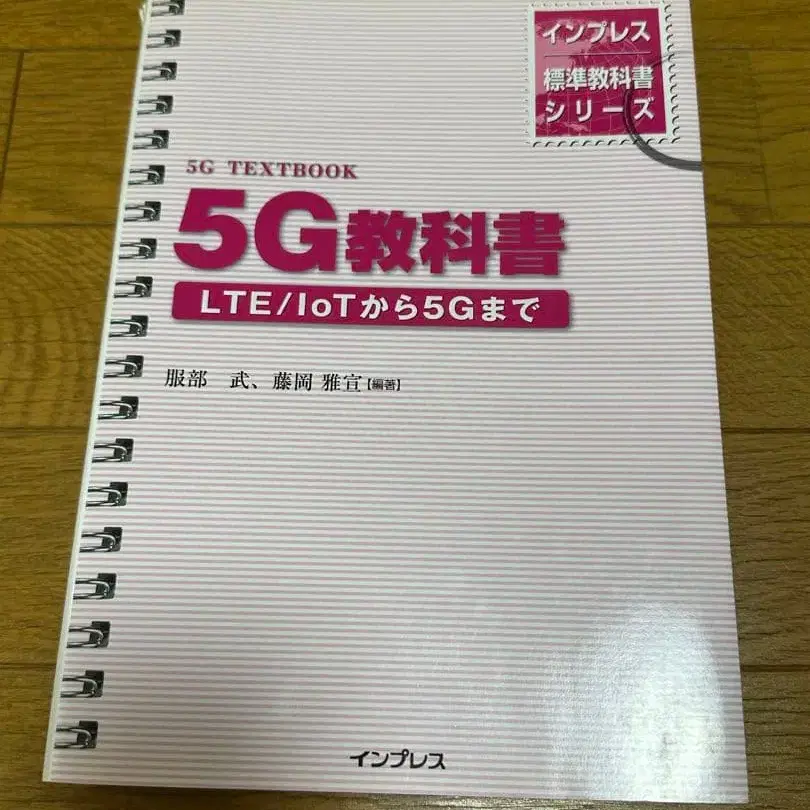 インプレス
標準教科書
シリーズ
5G TEXTBOOK
5G教科書
LTE/IoTから5Gまで
服部　武、藤岡 雅宣【編著】
インプレス